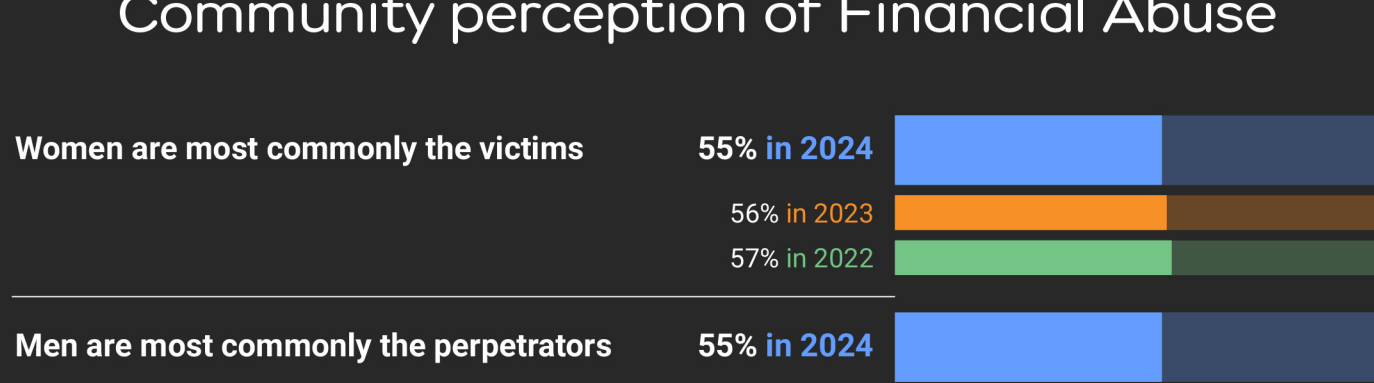 Community perception of Financial Abuse
Women are most commonly the victims 55% in 2024
56% in 2023
57% in 2022
Men are most commonly the perpetrators 55% in 2024